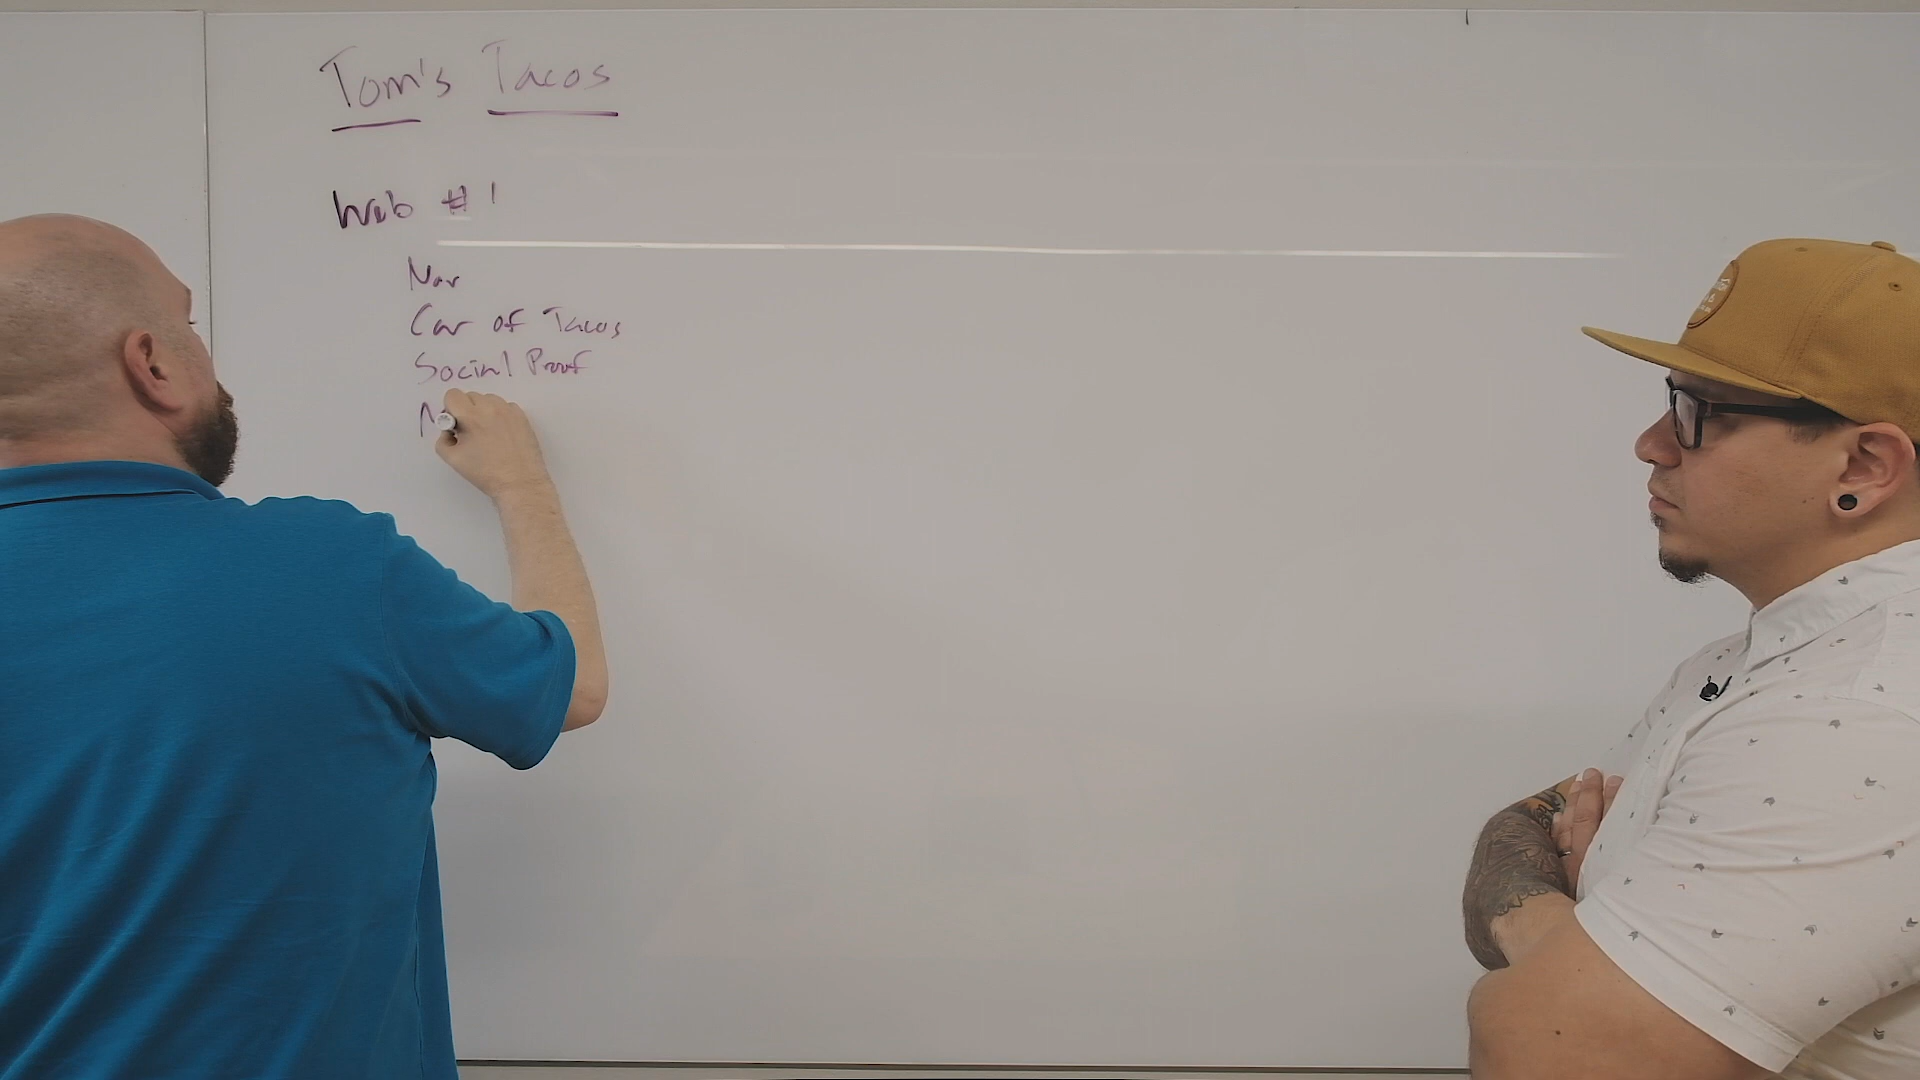 Tom's Tacos
Web #1
Nav
Car of Tacos
Social Proof